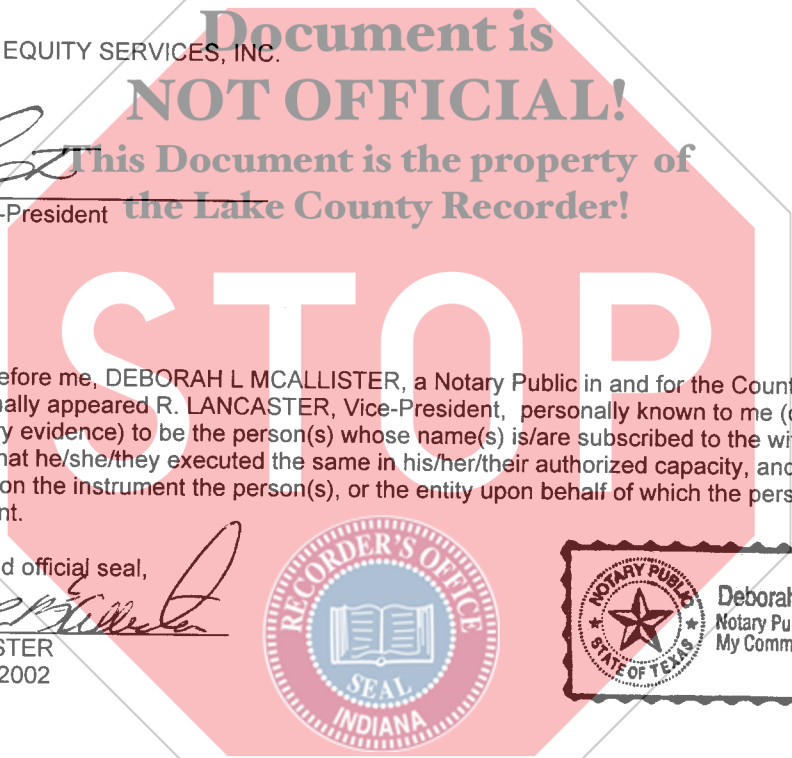 Document is
EQUITY SERVICES, INC.
NOT OFFICIAL!
This Document is the property of
the Lake County Recorder!
-President
STOP
efore me, DEBORAH L MCALLISTER, a Notary Public in and for the Count
ally appeared R. LANCASTER, Vice-President, personally known to me (
y evidence) to be the person(s) whose name(s) is/are subscribed to the wi
hat he/she/they executed the same in his/her/their authorized capacity, and
on the instrument the person(s), or the entity upon behalf of which the pers
nt.
d official seal,
STER
2002
RECORDER'S OFFICE
SEAL
INDIANA
NOTARY PUBLIC
STATE OF TEXAS
Deborah
Notary Pu
My Comm